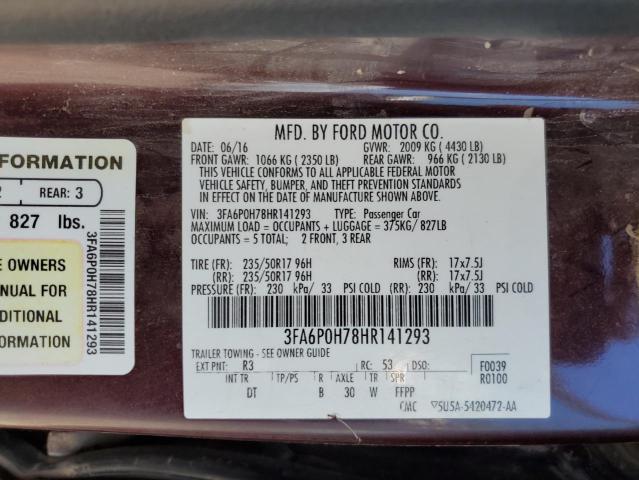 FORMATION
2 REAR: 3
827 lbs.
E OWNERS
NUAL FOR
DITIONAL
FORMATION
3FA6P0H78HR141293
MFD. BY FORD MOTOR CO.
DATE: 06/16 GVWR: 2009 KG ( 4430 LB)
FRONT GAWR: 1066 KG ( 2350 LB) REAR GAWR: 966 KG ( 2130 LB)
THIS VEHICLE CONFORMS TO ALL APPLICABLE FEDERAL MOTOR
VEHICLE SAFETY, BUMPER, AND THEFT PREVENTION STANDARDS
IN EFFECT ON THE DATE OF MANUFACTURE SHOWN ABOVE.
VIN: 3FA6P0H78HR141293 TYPE: Passenger Car
MAXIMUM LOAD = OCCUPANTS + LUGGAGE = 375KG/ 827LB
OCCUPANTS = 5 TOTAL; 2 FRONT, 3 REAR
TIRE (FR): 235/50R17 96H RIMS (FR): 17x7.5J
(RR): 235/50R17 96H (RR): 17x7.5J
PRESSURE (FR): 230 kPa/ 33 PSI COLD (RR): 230 kPa/ 33 PSI COLD
3FA6P0H78HR141293
TRAILER TOWING - SEE OWNER GUIDE
EXT PNT: R3 RC: 53 DSO: F0039
INT TR TP/PS R AXLE TR SPR R0100
DT B 30 W FFPP
CMC 5U5A-5420472-AA